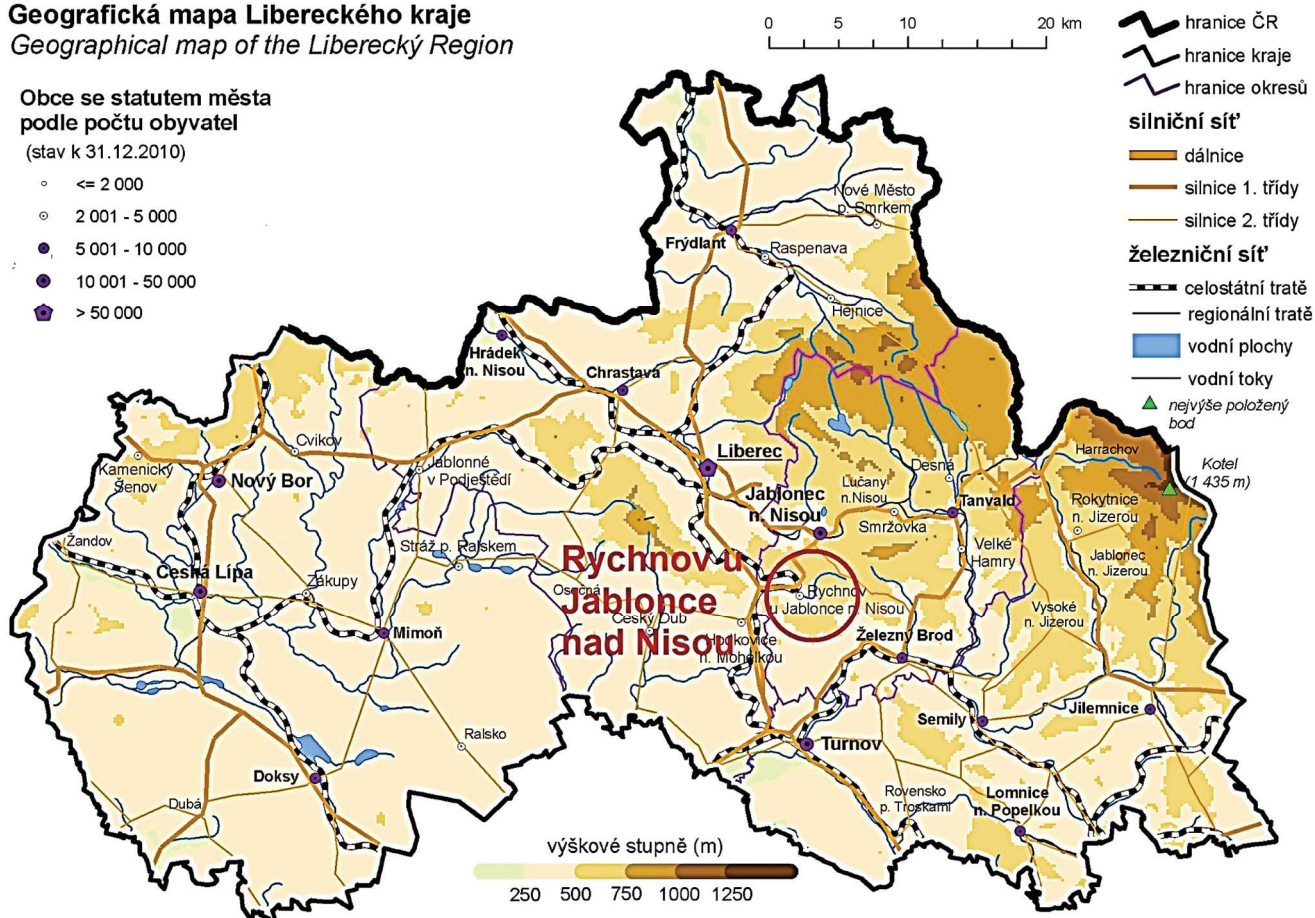 Geografická mapa Libereckého kraje
Geographical map of the Liberecký Region
Obce se statutem města
podle počtu obyvatel
(stav k 31.12.2010)
<= 2 000
2 001 - 5 000
5 001 - 10 000
10 001 - 50 000
> 50 000
0 5 10 20 km
hranice ČR
hranice kraje
hranice okresů
silniční síť
dálnice
silnice 1. třídy
silnice 2. třídy
železniční síť
celostátní tratě
regionální tratě
vodní plochy
vodní toky
nejvýše položený
bod
Nové Město
p. Smrkem
Frýdlant
Raspenava
Hejnice
Hrádek
n. Nisou
Chrastava
Cvikov
Kamenický
Šenov
Nový Bor
Jablonné
v Podještědí
Liberec
Jablonec
n. Nisou
Lučany
n.Nisou
Desná
Smržovka
Tanvald
Harrachov
Kotel
(1 435 m)
Rokytnice
n. Jizerou
Jablonec
n. Jizerou
Velké
Hamry
Vysoké
n. Jizerou
Žandov
Česká Lípa
Zákupy
Stráž p. Ralskem
Mimoň
Osečná
Český Dub
Hodkovice
n. Mohelkou
Rychnov u
Jablonce
nad Nisou
Rychnov
u Jablonce n. Nisou
Železný Brod
Semily
Jilemnice
Turnov
Ralsko
Doksy
Dubá
Rovensko
p. Troskami
Lomnice
n. Popelkou
výškové stupně (m)
250 500 750 1000 1250